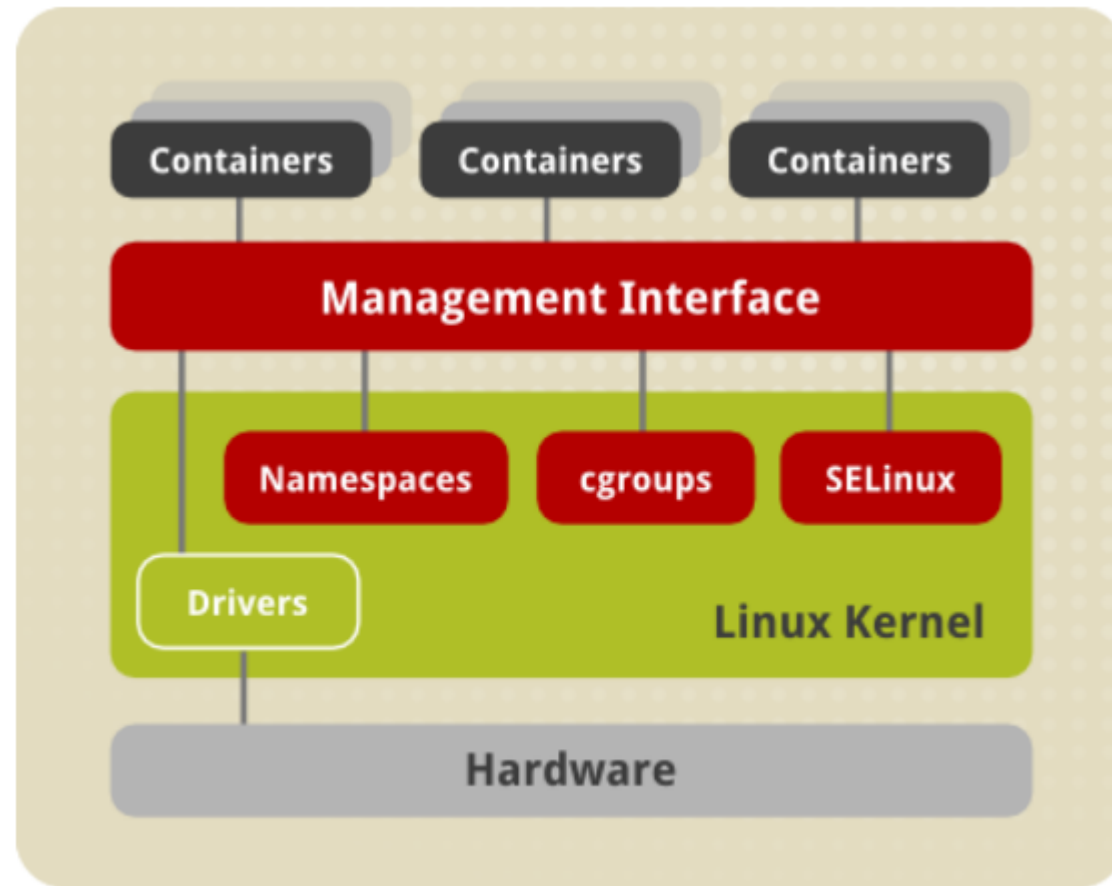 Containers
Containers
Containers
Management Interface
Namespaces
cgroups
SELinux
Drivers
Linux Kernel
Hardware